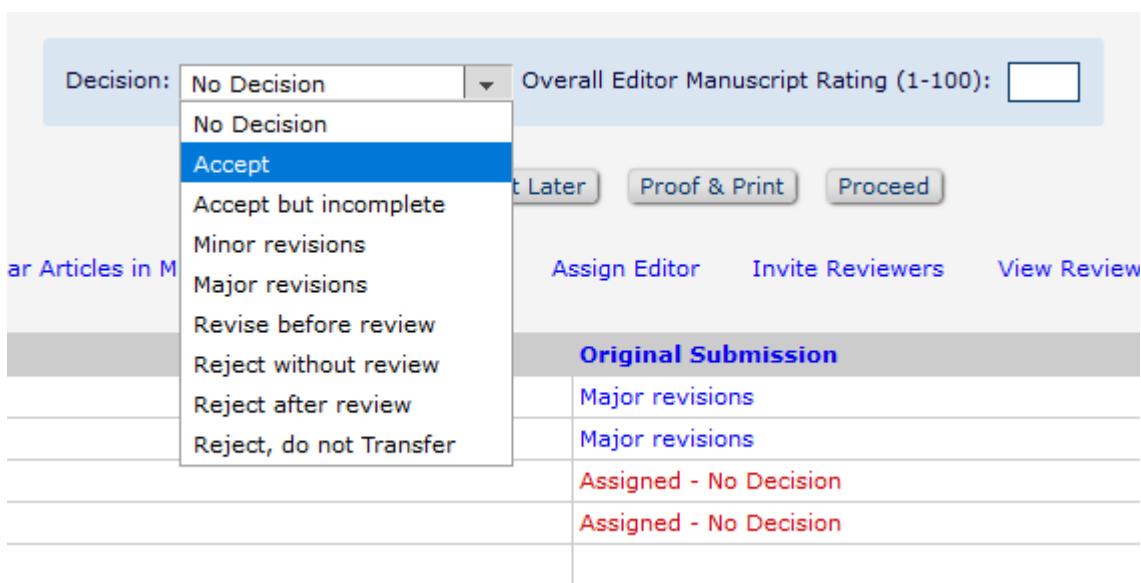 Decision: No Decision Overall Editor Manuscript Rating (1-100):
No Decision
Accept
Later Proof & Print Proceed
Accept but incomplete
Minor revisions
Articles in M Assign Editor Invite Reviewers View Review
Major revisions
Revise before review
Original Submission
Reject without review
Major revisions
Reject after review
Major revisions
Reject, do not Transfer
Assigned - No Decision
Assigned - No Decision